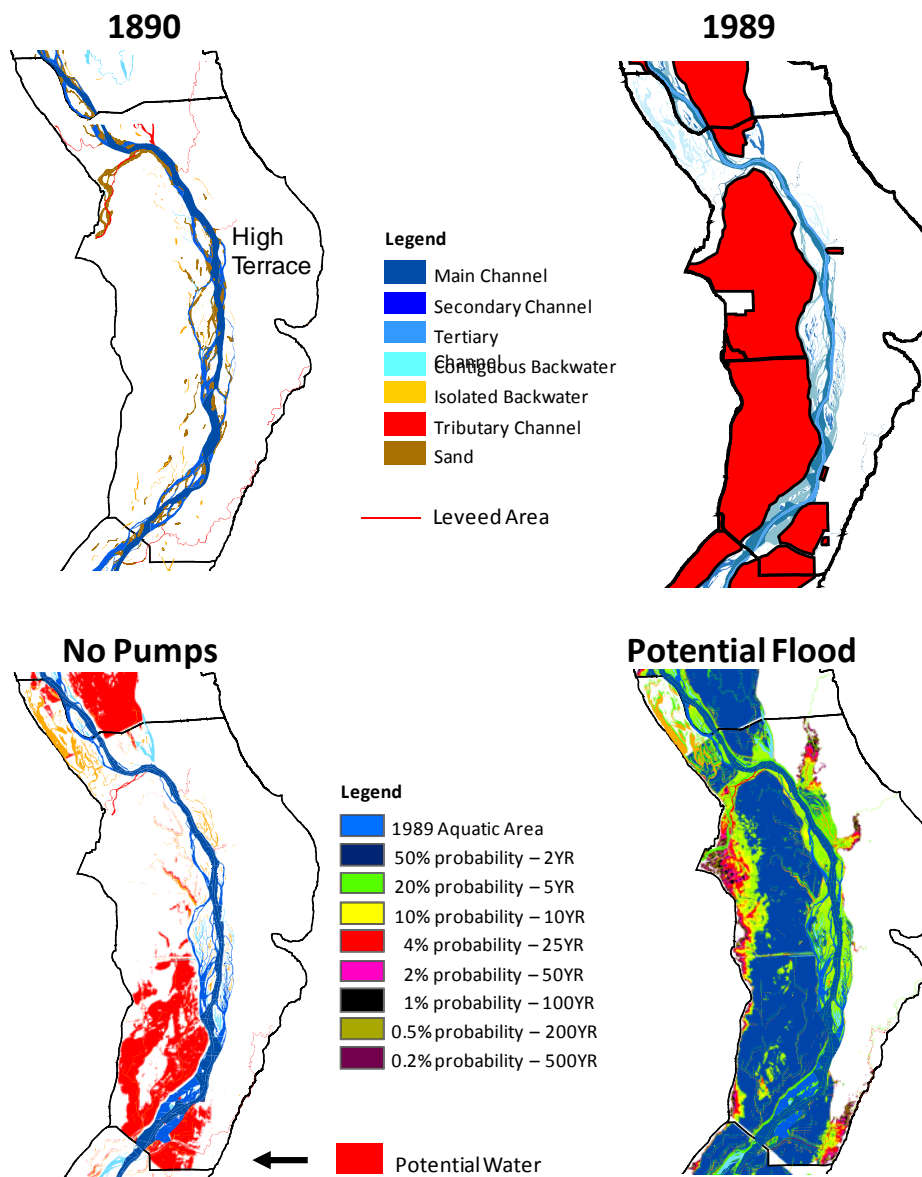 1890
1989
High
Terrace
Legend
Main Channel
Secondary Channel
Tertiary
Channel
Contiguous Backwater
Isolated Backwater
Tributary Channel
Sand
Leveed Area
No Pumps
Potential Flood
Legend
1989 Aquatic Area
50% probability – 2YR
20% probability – 5YR
10% probability – 10YR
4% probability – 25YR
2% probability – 50YR
1% probability – 100YR
0.5% probability – 200YR
0.2% probability – 500YR
Potential Water